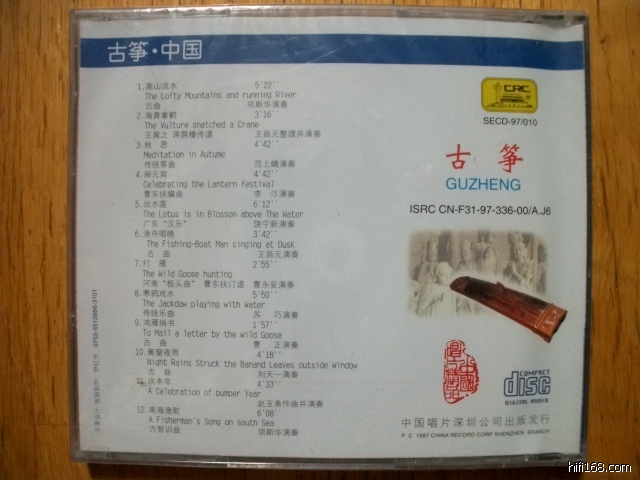 古筝·中国
1.高山流水 5'22"
The Lofty Mountains and running River
古曲 项斯华演奏
2.海青拿鹤 3'16"
The Vulture snatched a Crane
王巽之 蒋荫椿传谱 王昌元整理并演奏
3.秋思 4'42"
Meditation in Autume
传统筝曲 范上娥演奏
4.闹元宵 4'42"
Celebrating the Lantern festival
曹东扶编曲 李汴演奏
5.出水莲 6'12"
The Lotus is in Blosson above The Water
广东"汉乐" 饶宁新演奏
6.渔舟唱晚 3'42"
The Fishing-Boat Man singing at Dusk
古曲 王昌元演奏
7.打雁 2'55"
The Wild Goose hunting
河南"板头曲" 曹东扶订谱 曹永安演奏
8.寒鸦戏水 5'50"
The Jackdaw playing with Water
传统乐曲 苏巧演奏
9.鸿雁捎书 1'57"
To Mail a letter by the wild Goose
古曲 曹正演奏
10.蕉窗夜雨 4'18"
Night Rains Struck the Banand Leaves outside Window
古曲 刘天一演奏
11.庆丰年 4'33"
A Celebration of bumper Year
赵玉斋作曲并演奏
12.南海渔歌 6'08"
A Fisherman's Song on south Sea
方智训曲 项斯华演奏
CRC
SECD-97/010
古筝
GUZHENG
ISRC CN-F31-97-336-00/A.J6
COMPACT
disc
DIGITAL AUDIO
中国唱片深圳公司出版发行
P C 1997 CHINA RECORD CORP SHENZHEN BRANCH
hifi168.com